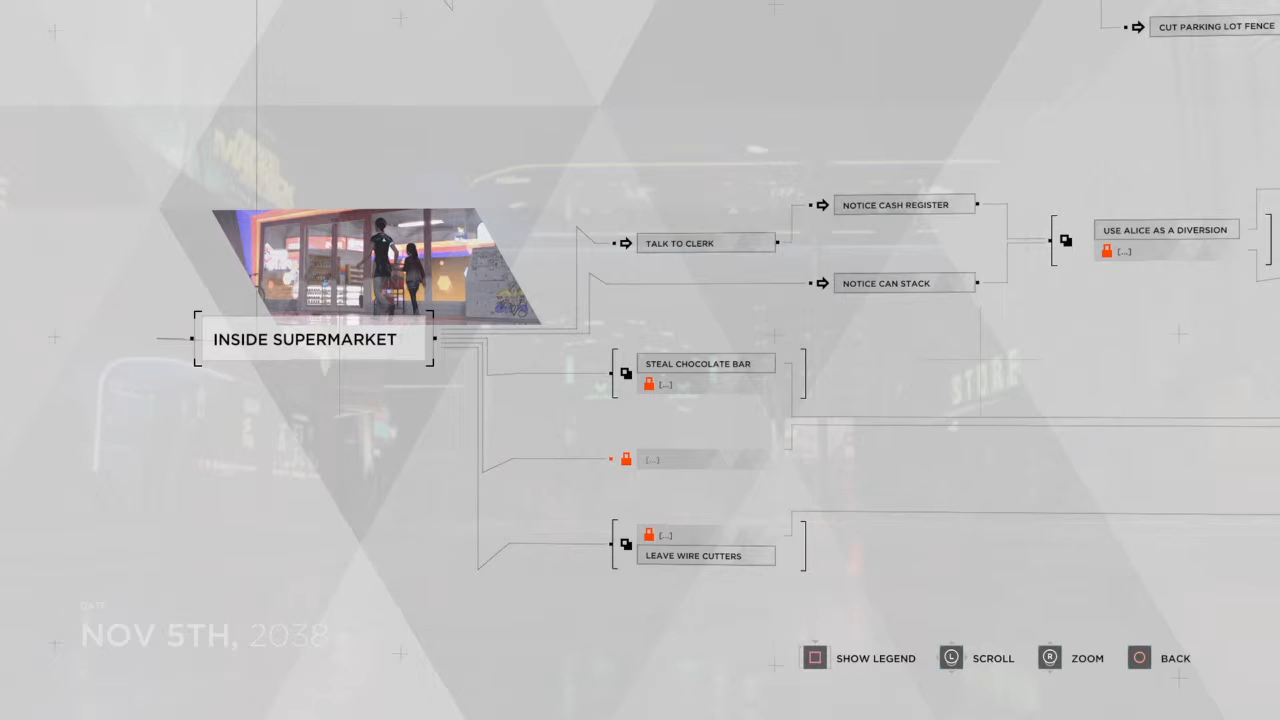 CUT PARKING LOT FENCE
NOTICE CASH REGISTER
USE ALICE AS A DIVERSION
[...]
TALK TO CLERK
NOTICE CAN STACK
INSIDE SUPERMARKET
STEAL CHOCOLATE BAR
[...]
STORE
[...]
[...]
LEAVE WIRE CUTTERS
DATE
NOV 5TH, 2038
SHOW LEGEND
L
SCROLL
R
ZOOM
BACK